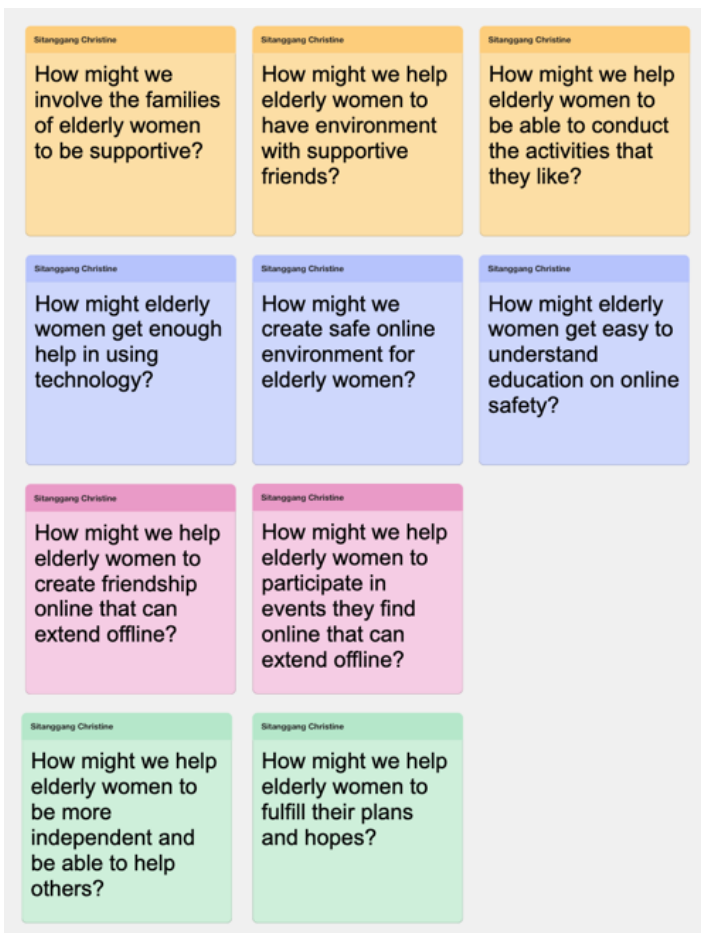 Sitanggang Christine
How might we
involve the families
of elderly women
to be supportive?
Sitanggang Christine
How might we help
elderly women to
have environment
with supportive
friends?
Sitanggang Christine
How might we help
elderly women to
be able to conduct
the activities that
they like?
Sitanggang Christine
How might elderly
women get enough
help in using
technology?
Sitanggang Christine
How might we
create safe online
environment for
elderly women?
Sitanggang Christine
How might elderly
women get easy to
understand
education on online
safety?
Sitanggang Christine
How might we help
elderly women to
create friendship
online that can
extend offline?
Sitanggang Christine
How might we help
elderly women to
participate in
events they find
online that can
extend offline?
Sitanggang Christine
How might we help
elderly women to
be more
independent and
be able to help
others?
Sitanggang Christine
How might we help
elderly women to
fulfill their plans
and hopes?